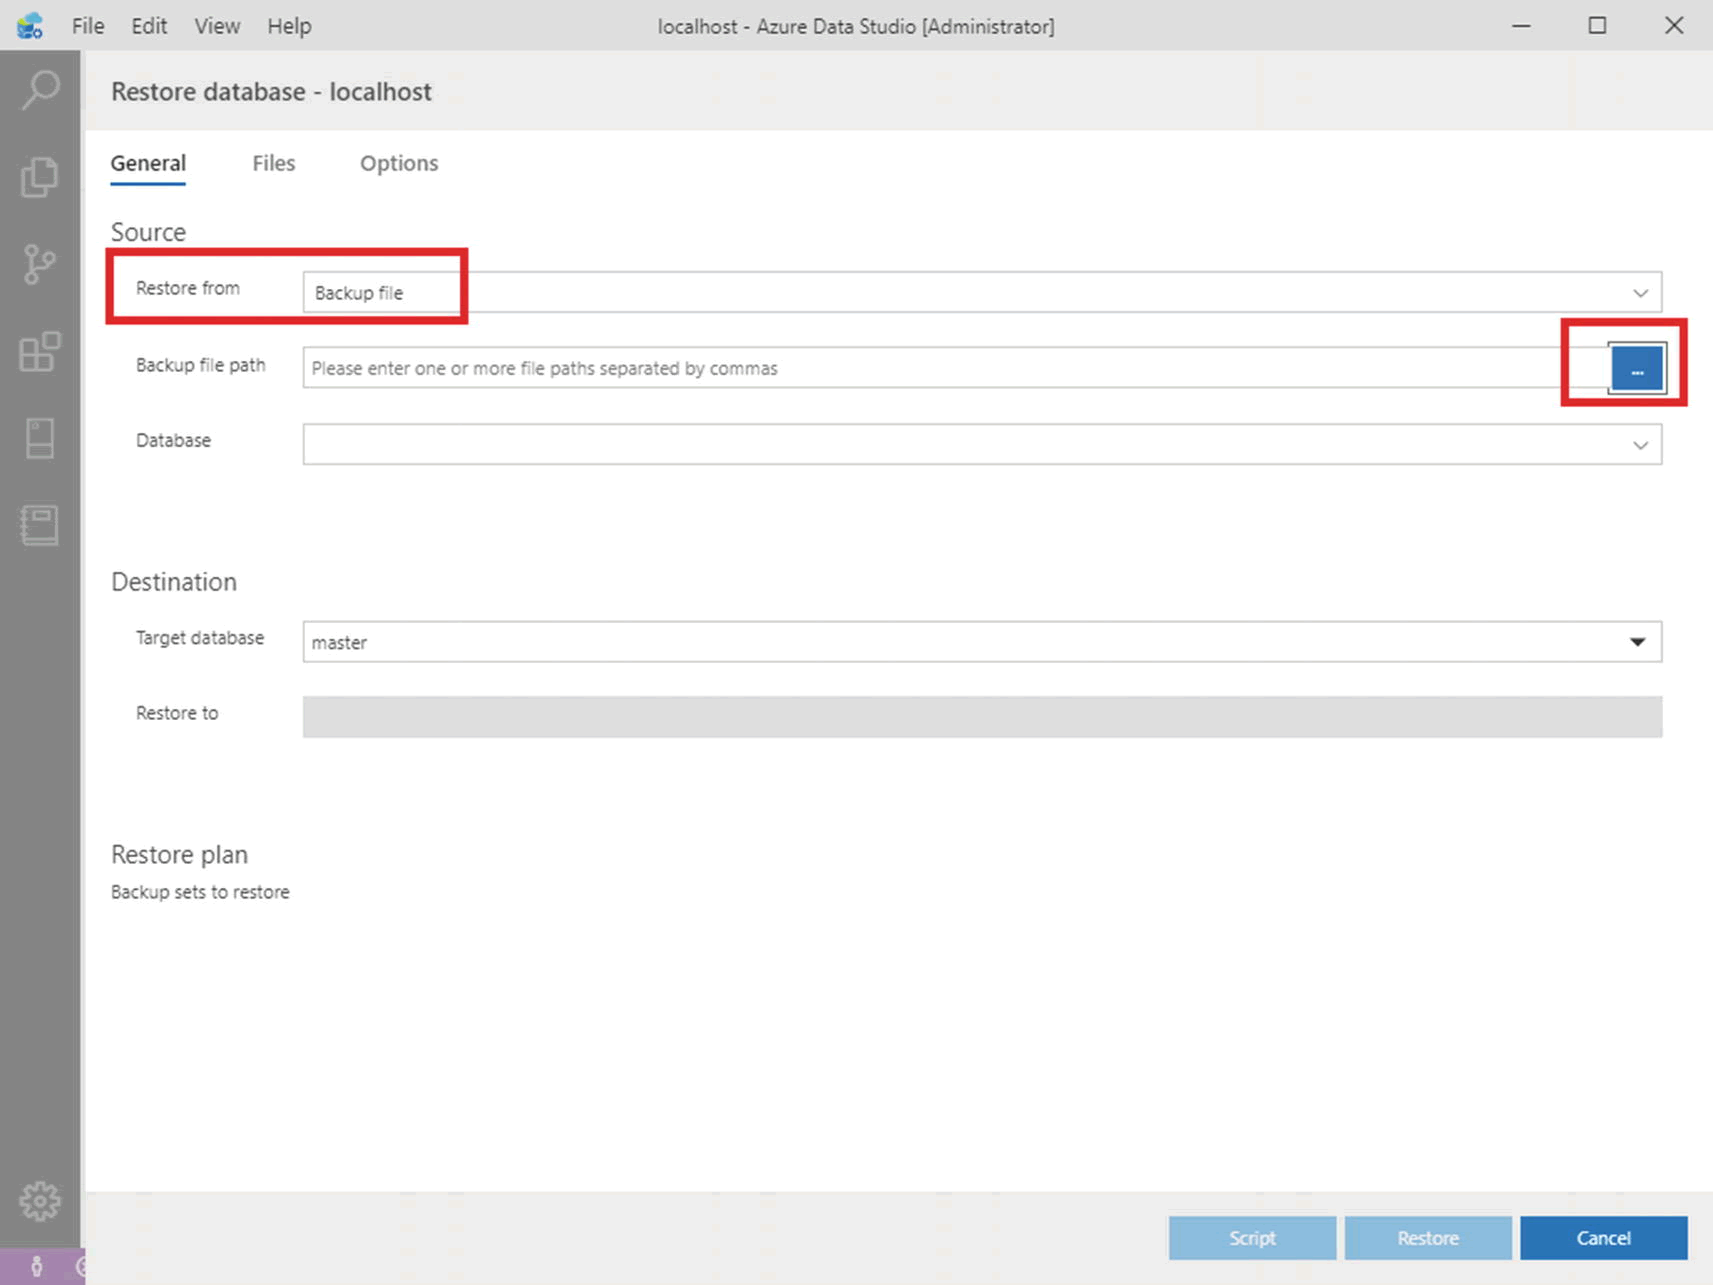 File Edit View Help localhost - Azure Data Studio [Administrator]
Restore database - localhost
General Files Options
Source
Restore from Backup file
Backup file path Please enter one or more file paths separated by commas ...
Database
Destination
Target database master
Restore to
Restore plan
Backup sets to restore
Script Restore Cancel